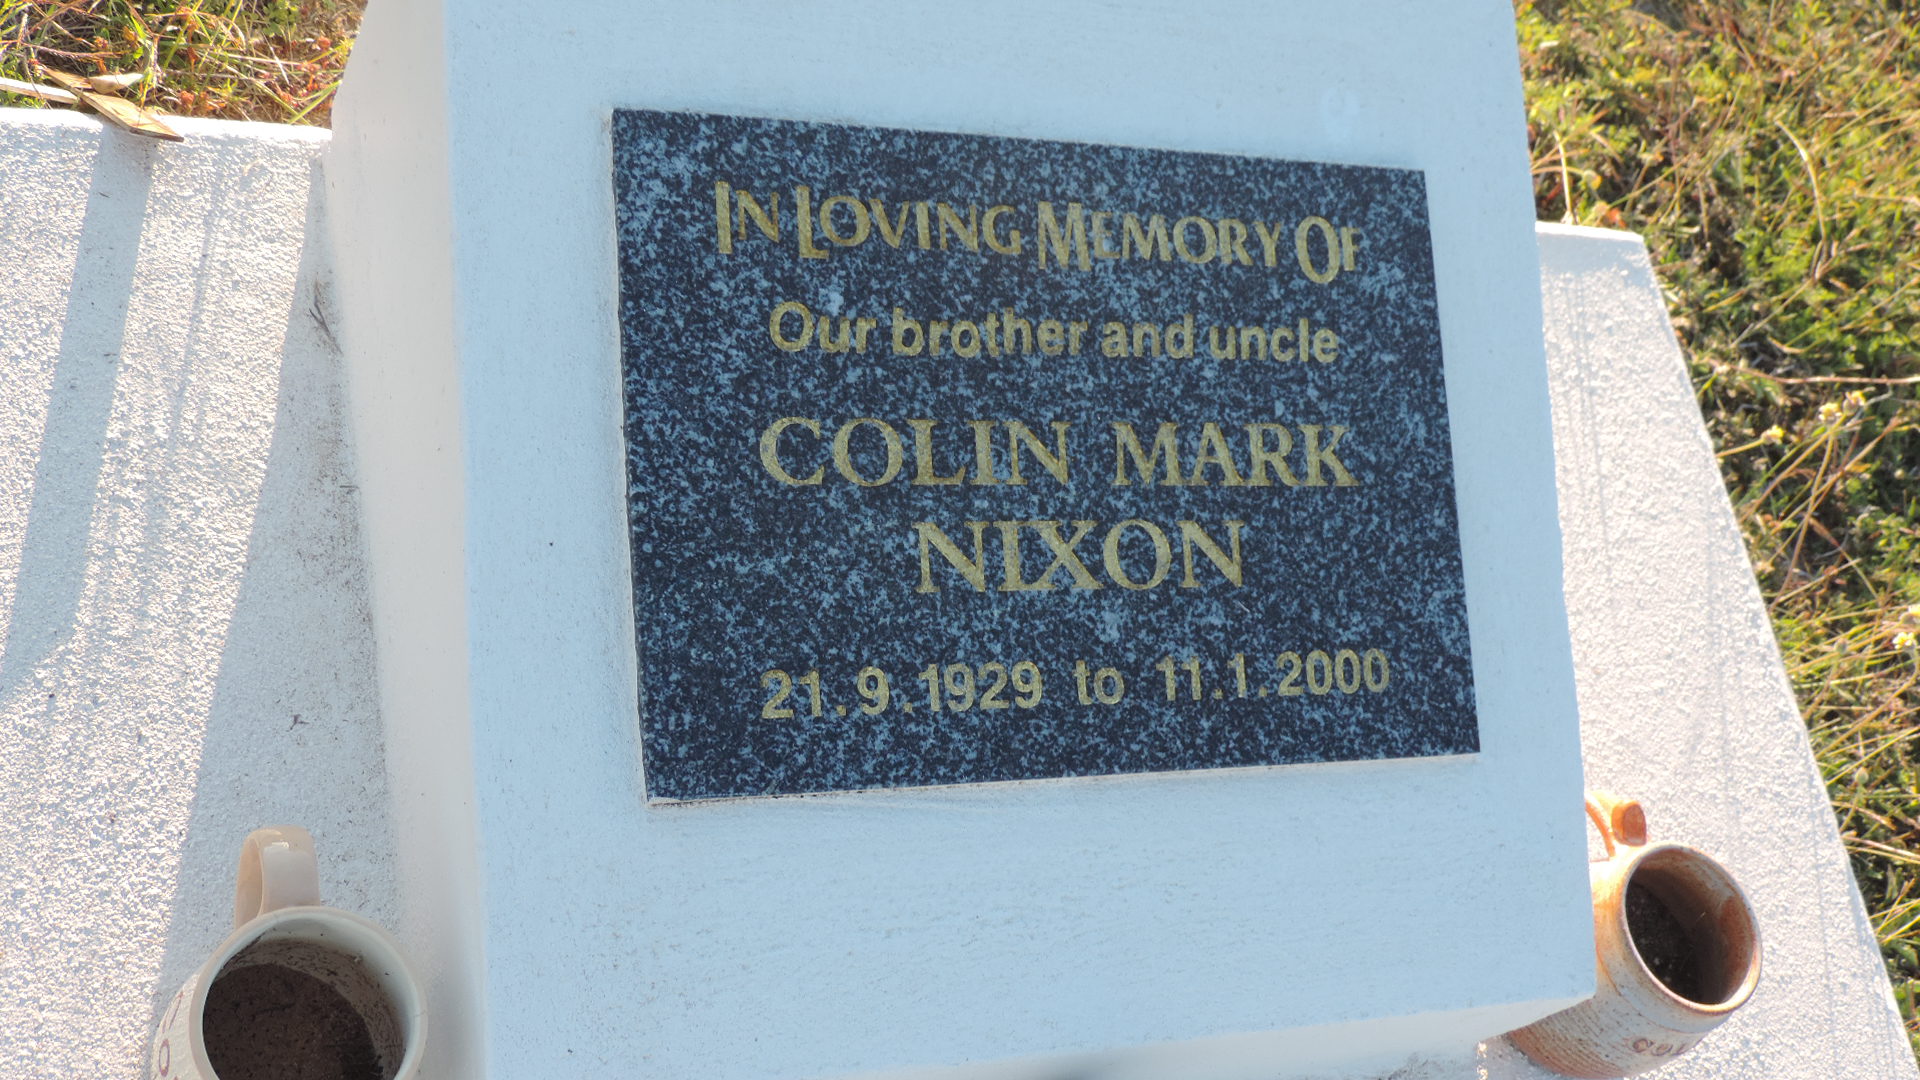 In Loving Memory Of
Our brother and uncle
COLIN MARK
NIXON
21.9.1929 to 11.1.2000